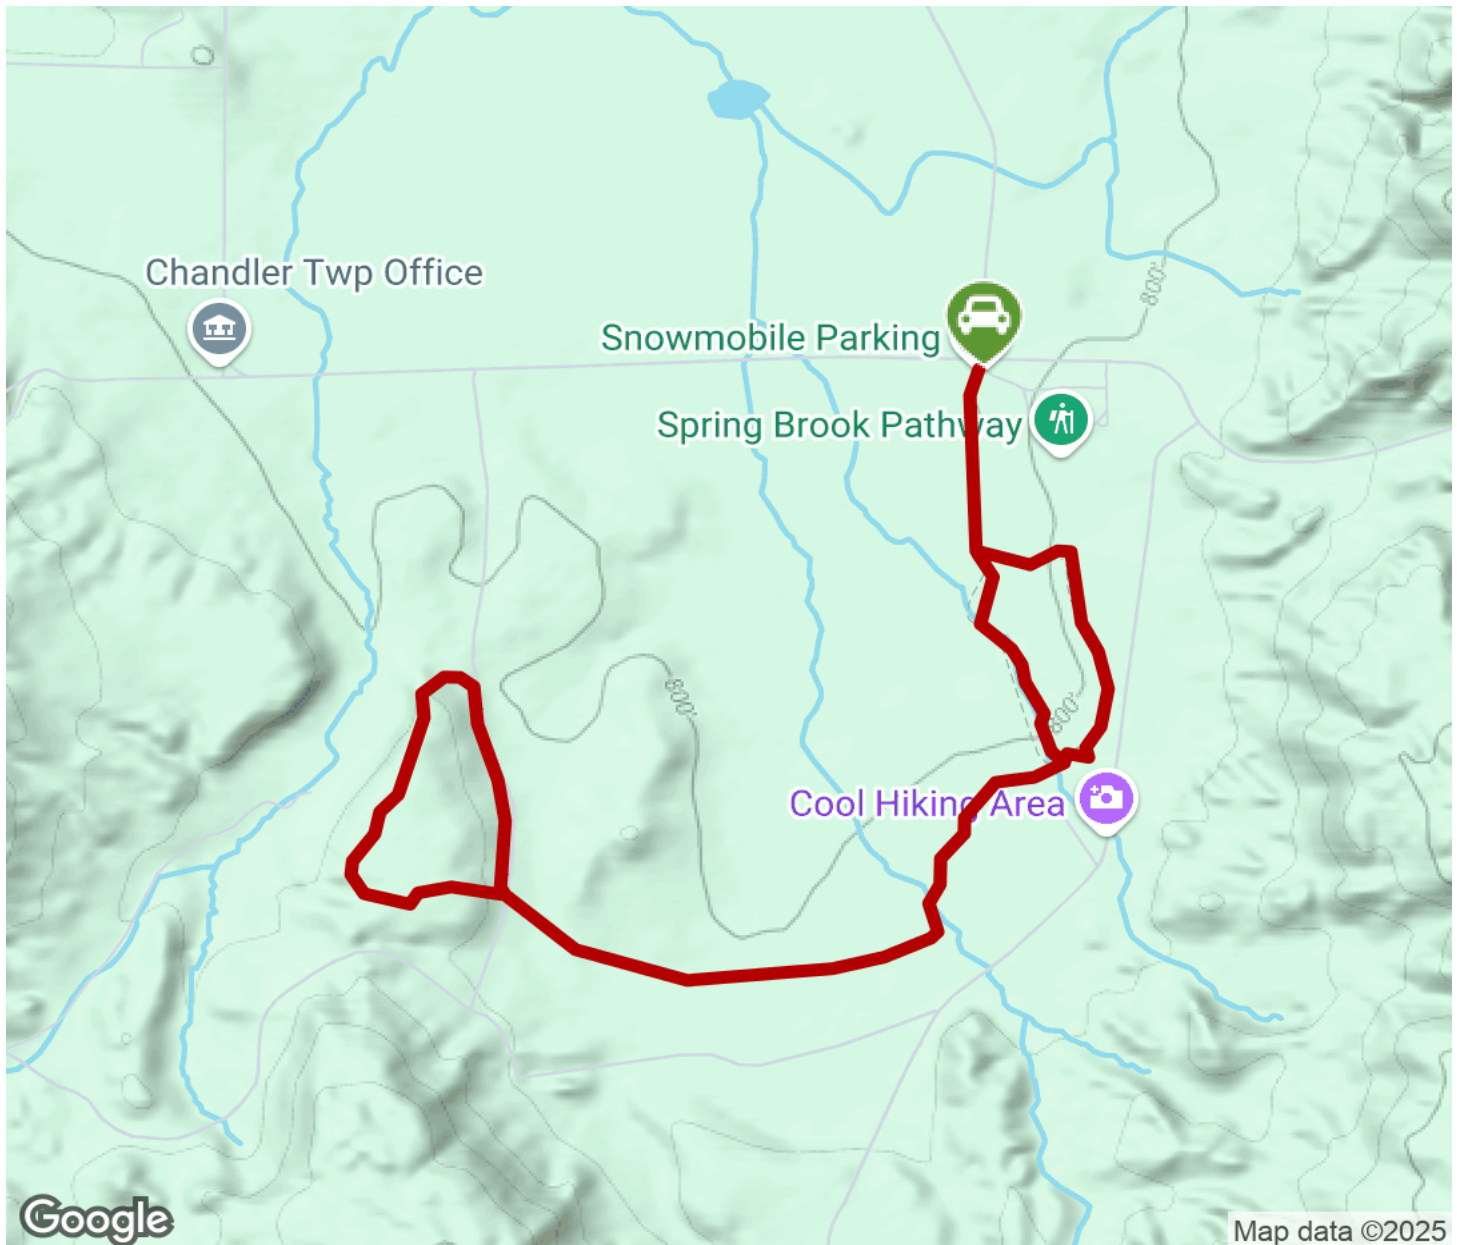 Chandler Twp Office
800'
Snowmobile Parking
Spring Brook Pathway
800'
800'
Cool Hiking Area
Google
Map data ©2025